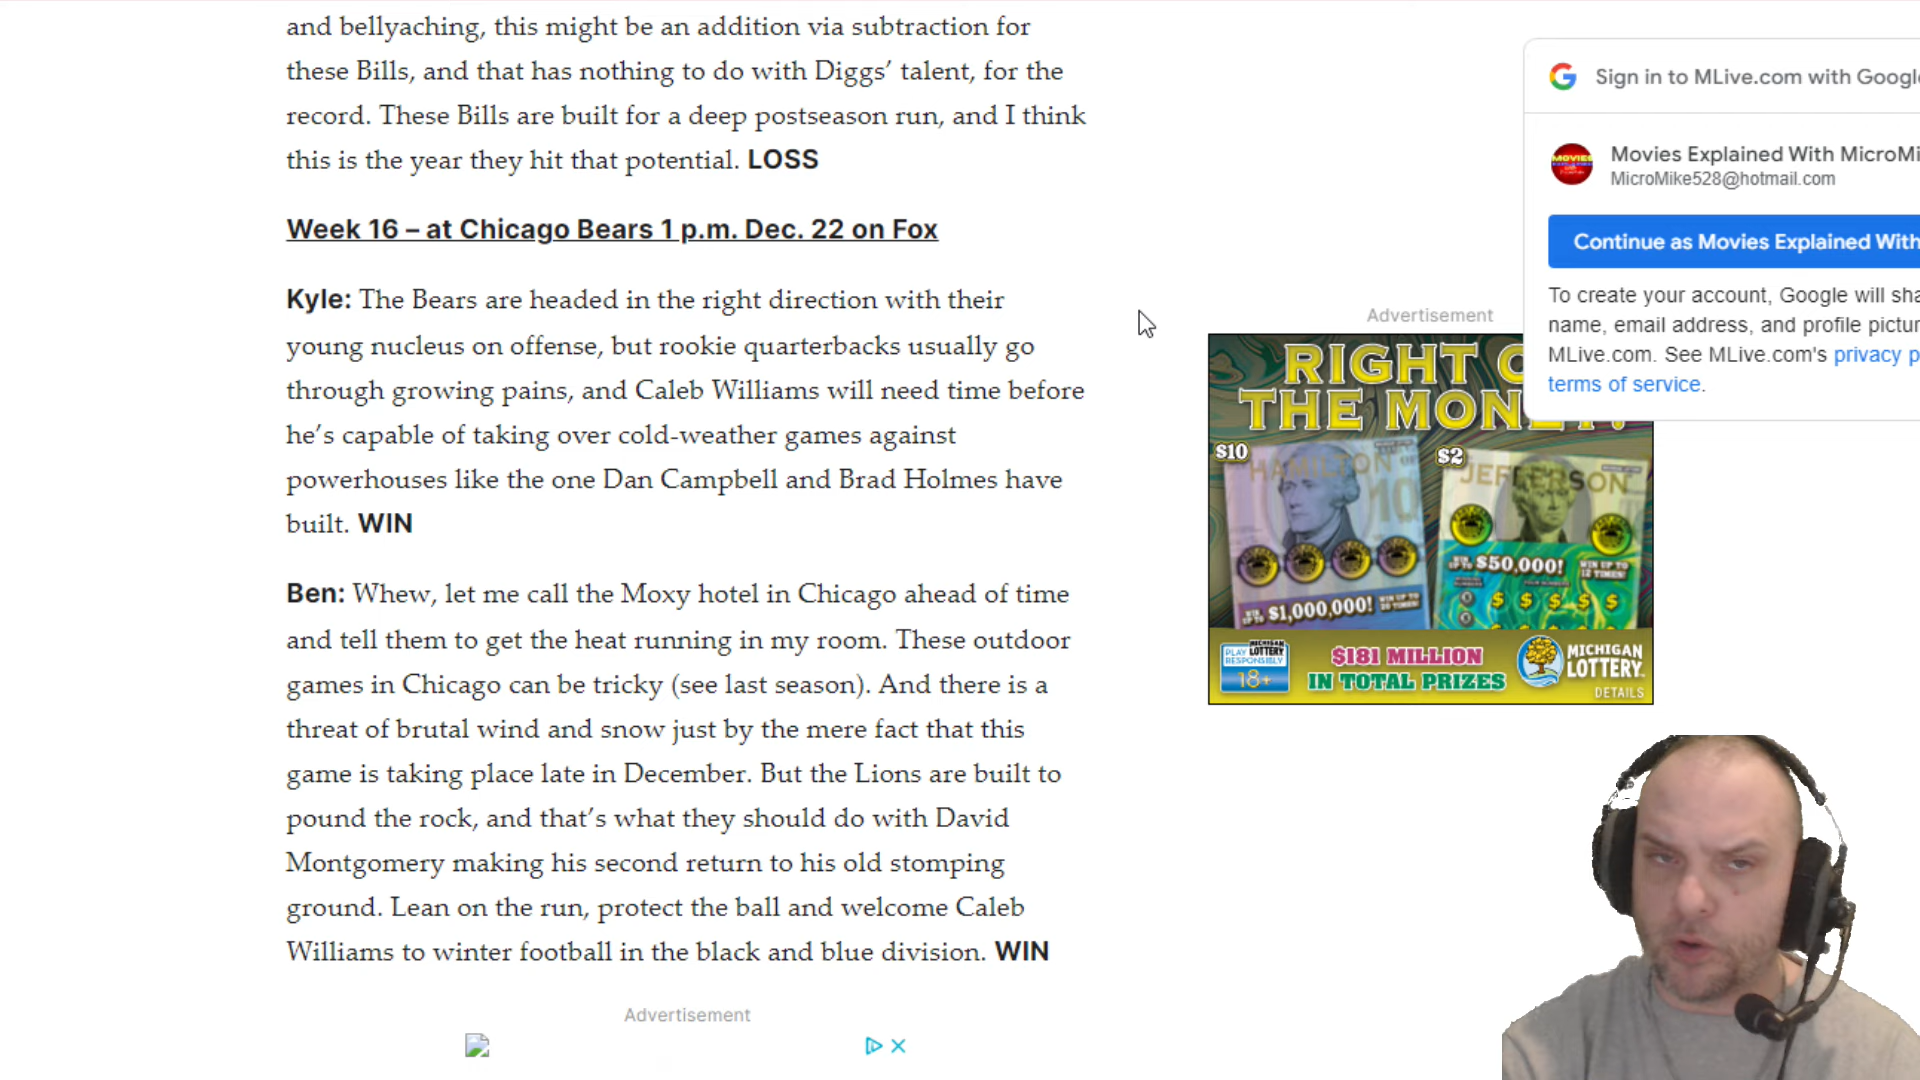 and bellyaching, this might be an addition via subtraction for
these Bills, and that has nothing to do with Diggs’ talent, for the
record. These Bills are built for a deep postseason run, and I think
this is the year they hit that potential. LOSS
Week 16 – at Chicago Bears 1 p.m. Dec. 22 on Fox
Kyle: The Bears are headed in the right direction with their
young nucleus on offense, but rookie quarterbacks usually go
through growing pains, and Caleb Williams will need time before
he’s capable of taking over cold-weather games against
powerhouses like the one Dan Campbell and Brad Holmes have
built. WIN
Ben: Whew, let me call the Moxy hotel in Chicago ahead of time
and tell them to get the heat running in my room. These outdoor
games in Chicago can be tricky (see last season). And there is a
threat of brutal wind and snow just by the mere fact that this
game is taking place late in December. But the Lions are built to
pound the rock, and that’s what they should do with David
Montgomery making his second return to his old stomping
ground. Lean on the run, protect the ball and welcome Caleb
Williams to winter football in the black and blue division. WIN
Advertisement
Sign in to MLive.com with Googl
Movies Explained With MicroMi
MicroMike528@hotmail.com
Continue as Movies Explained With
To create your account, Google will sha
name, email address, and profile pictur
MLive.com. See MLive.com's privacy p
terms of service.
Advertisement
RIGHT O
THE MONEY!
$10
HAMILTON
10
$1,000,000!
$2
JEFFERSON
WIN UP TO
$50,000!
WIN UP TO
12 TIMES!
PLAY
MICHIGAN
LOTTERY
RESPONSIBLY
18+
$181 MILLION
IN TOTAL PRIZES
MICHIGAN
LOTTERY
DETAILS